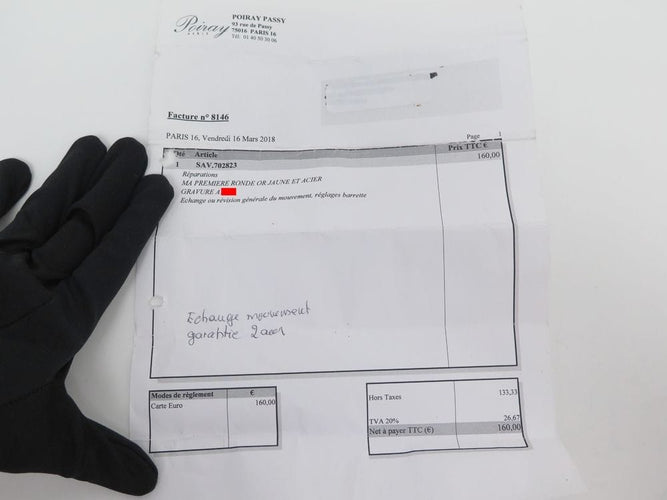 Poiray
PARIS
POIRAY PASSY
93 rue de Passy
75016 PARIS 16
Tél: 01 40 50 30 06
Facture n° 8146
PARIS 16, Vendredi 16 Mars 2018
Page 1
Qté Article Prix TTC €
1 SAV.702823 160,00
Réparations
MA PREMIERE RONDE OR JAUNE ET ACIER
GRAVURE A
Echange ou révision générale du mouvement, réglages barrette
Echange mouvement
garantie 2 ans
Modes de règlement €
Carte Euro 160,00
Hors Taxes 133,33
TVA 20% 26,67
Net à payer TTC (€) 160,00